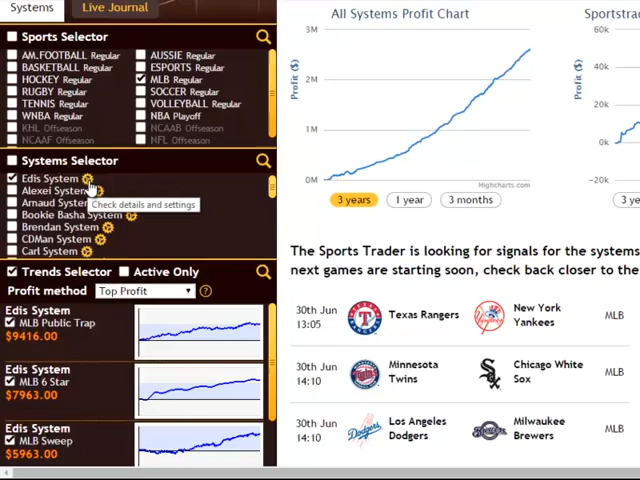 Systems
Live Journal
Sports Selector
AM.FOOTBALL Regular
AUSSIE Regular
BASKETBALL Regular
ESPORTS Regular
HOCKEY Regular
MLB Regular
RUGBY Regular
SOCCER Regular
TENNIS Regular
VOLLEYBALL Regular
WNBA Regular
NBA Playoff
KHL Offseason
NCAAB Offseason
NCAAF Offseason
NFL Offseason
Systems Selector
Edis System
Alexei System
Arnaud System
Check details and settings
Bookie Basha System
Brendan System
CDMan System
Carl System
Trends Selector
Active Only
Profit method
Top Profit
Edis System
MLB Public Trap
$9416.00
Edis System
MLB 6 Star
$7963.00
Edis System
MLB Sweep
$5963.00
All Systems Profit Chart
Profit ($)
3M
2M
1M
0M
Highcharts.com
3 years
1 year
3 months
Sportstrad
Profit ($)
60k
40k
20k
0k
-20k
3 ye
The Sports Trader is looking for signals for the systems
next games are starting soon, check back closer to the
30th Jun
13:05
Texas Rangers
New York
Yankees
MLB
30th Jun
14:10
Minnesota
Twins
Chicago White
Sox
MLB
30th Jun
14:10
Los Angeles
Dodgers
Milwaukee
Brewers
MLB